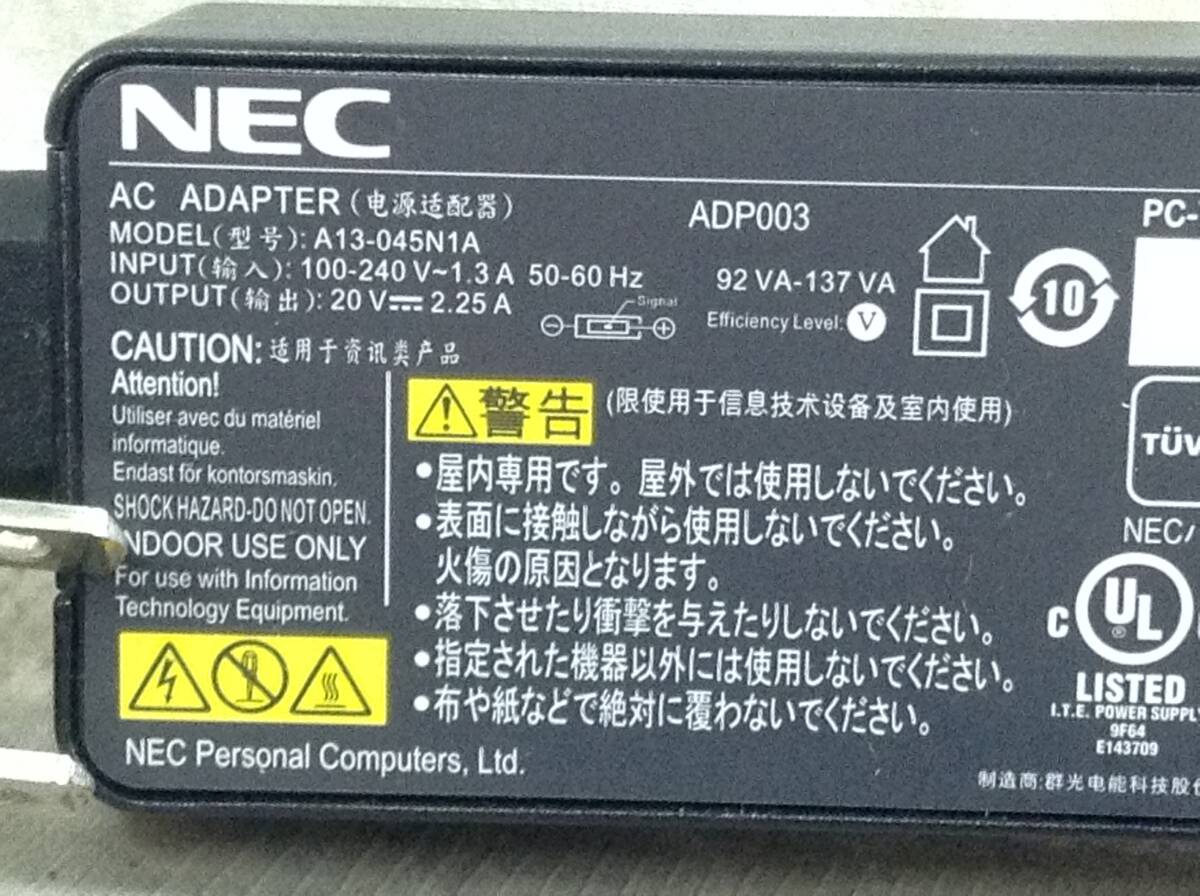 NEC
AC ADAPTER(电源适配器)
ADP003
PC-
MODEL(型号): A13-045N1A
INPUT(输入): 100-240 V~1.3 A 50-60 Hz
92 VA-137 VA
OUTPUT(输出): 20 V⎓ 2.25 A
Signal
Efficiency Level: V
10
CAUTION: 适用于资讯类产品
Attention!
Utiliser avec du matériel
informatique.
Endast för kontorsmaskin.
SHOCK HAZARD-DO NOT OPEN.
INDOOR USE ONLY
For use with Information
Technology Equipment.
警告 (限使用于信息技术设备及室内使用)
●屋内専用です。屋外では使用しないでください。
●表面に接触しながら使用しないでください。
火傷の原因となります。
●落下させたり衝撃を与えたりしないでください。
●指定された機器以外には使用しないでください。
●布や紙などで絶対に覆わないでください。
TÜV
NEC/
C UL ®
LISTED
I.T.E. POWER SUPPLY
9F64
E143709
NEC Personal Computers, Ltd.
制造商:群光电能科技股份